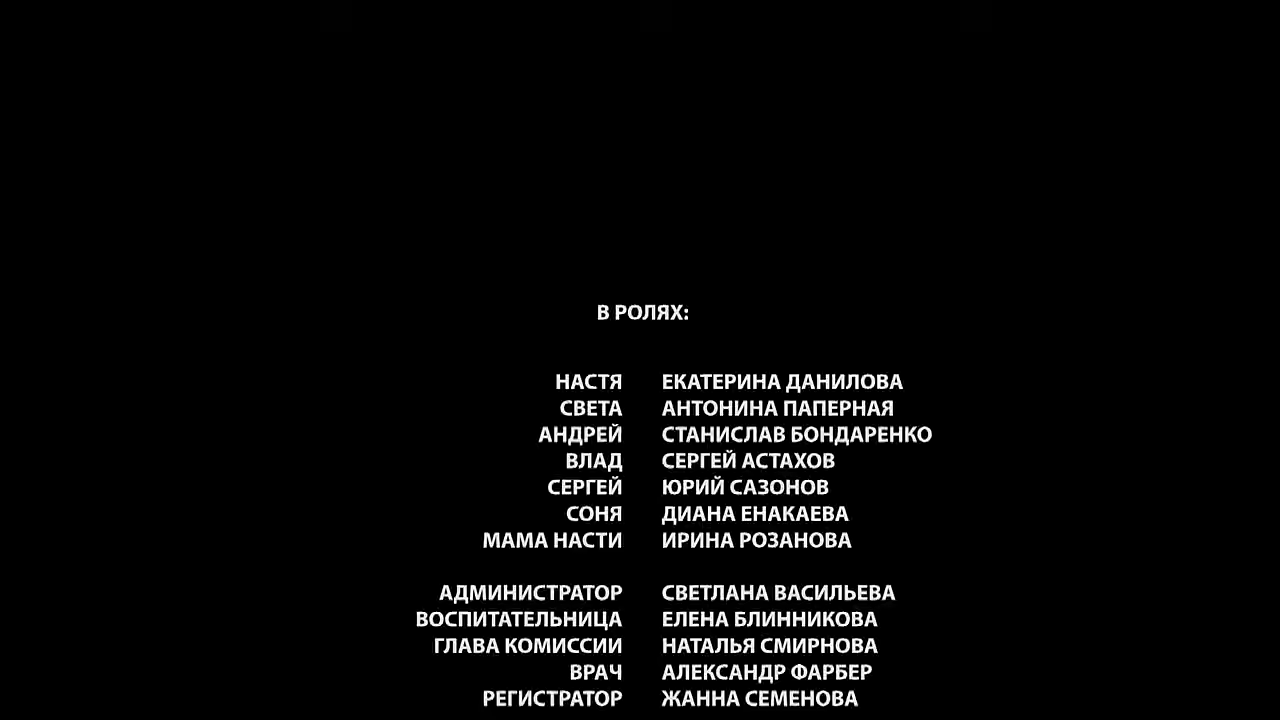 В РОЛЯХ:
НАСТЯ ЕКАТЕРИНА ДАНИЛОВА
СВЕТА АНТОНИНА ПАПЕРНАЯ
АНДРЕЙ СТАНИСЛАВ БОНДАРЕНКО
ВЛАД СЕРГЕЙ АСТАХОВ
СЕРГЕЙ ЮРИЙ САЗОНОВ
СОНЯ ДИАНА ЕНАКАЕВА
МАМА НАСТИ ИРИНА РОЗАНОВА
АДМИНИСТРАТОР СВЕТЛАНА ВАСИЛЬЕВА
ВОСПИТАТЕЛЬНИЦА ЕЛЕНА БЛИННИКОВА
ГЛАВА КОМИССИИ НАТАЛЬЯ СМИРНОВА
ВРАЧ АЛЕКСАНДР ФАРБЕР
РЕГИСТРАТОР ЖАННА СЕМЕНОВА